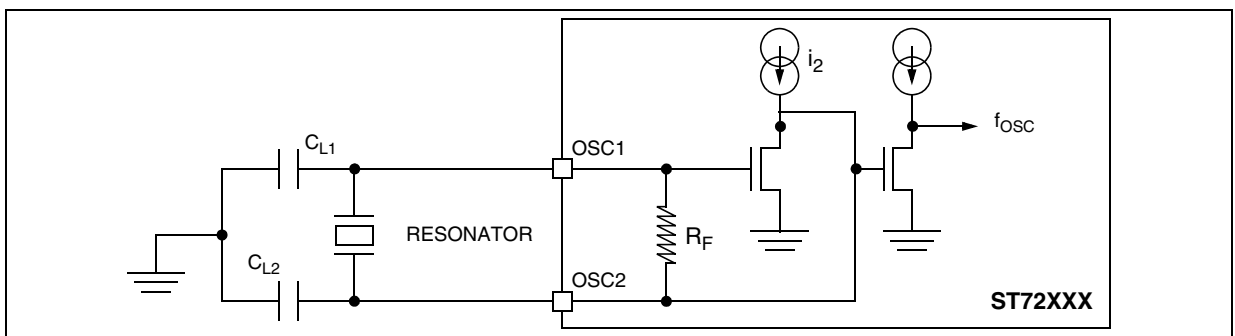 i2
fOSC
CL1
OSC1
RESONATOR
RF
CL2
OSC2
ST72XXX